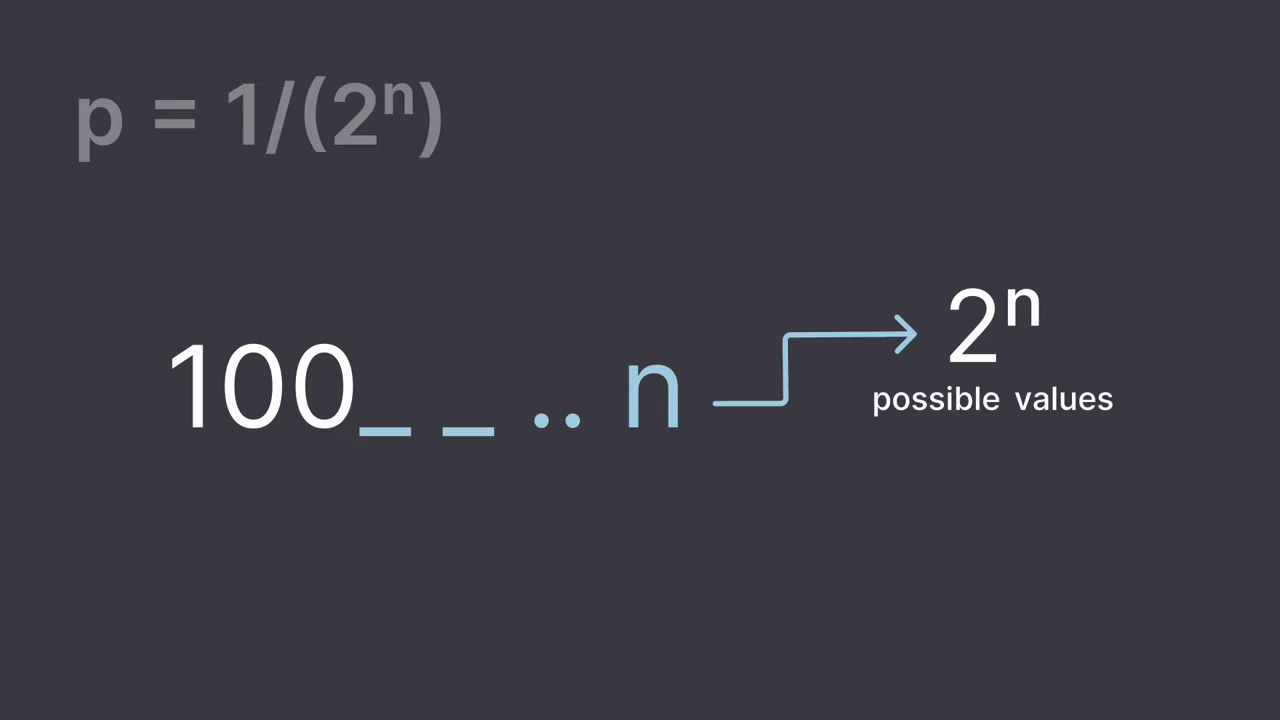 p = 1/(2ⁿ)
100_ _ .. n
2ⁿ
possible values